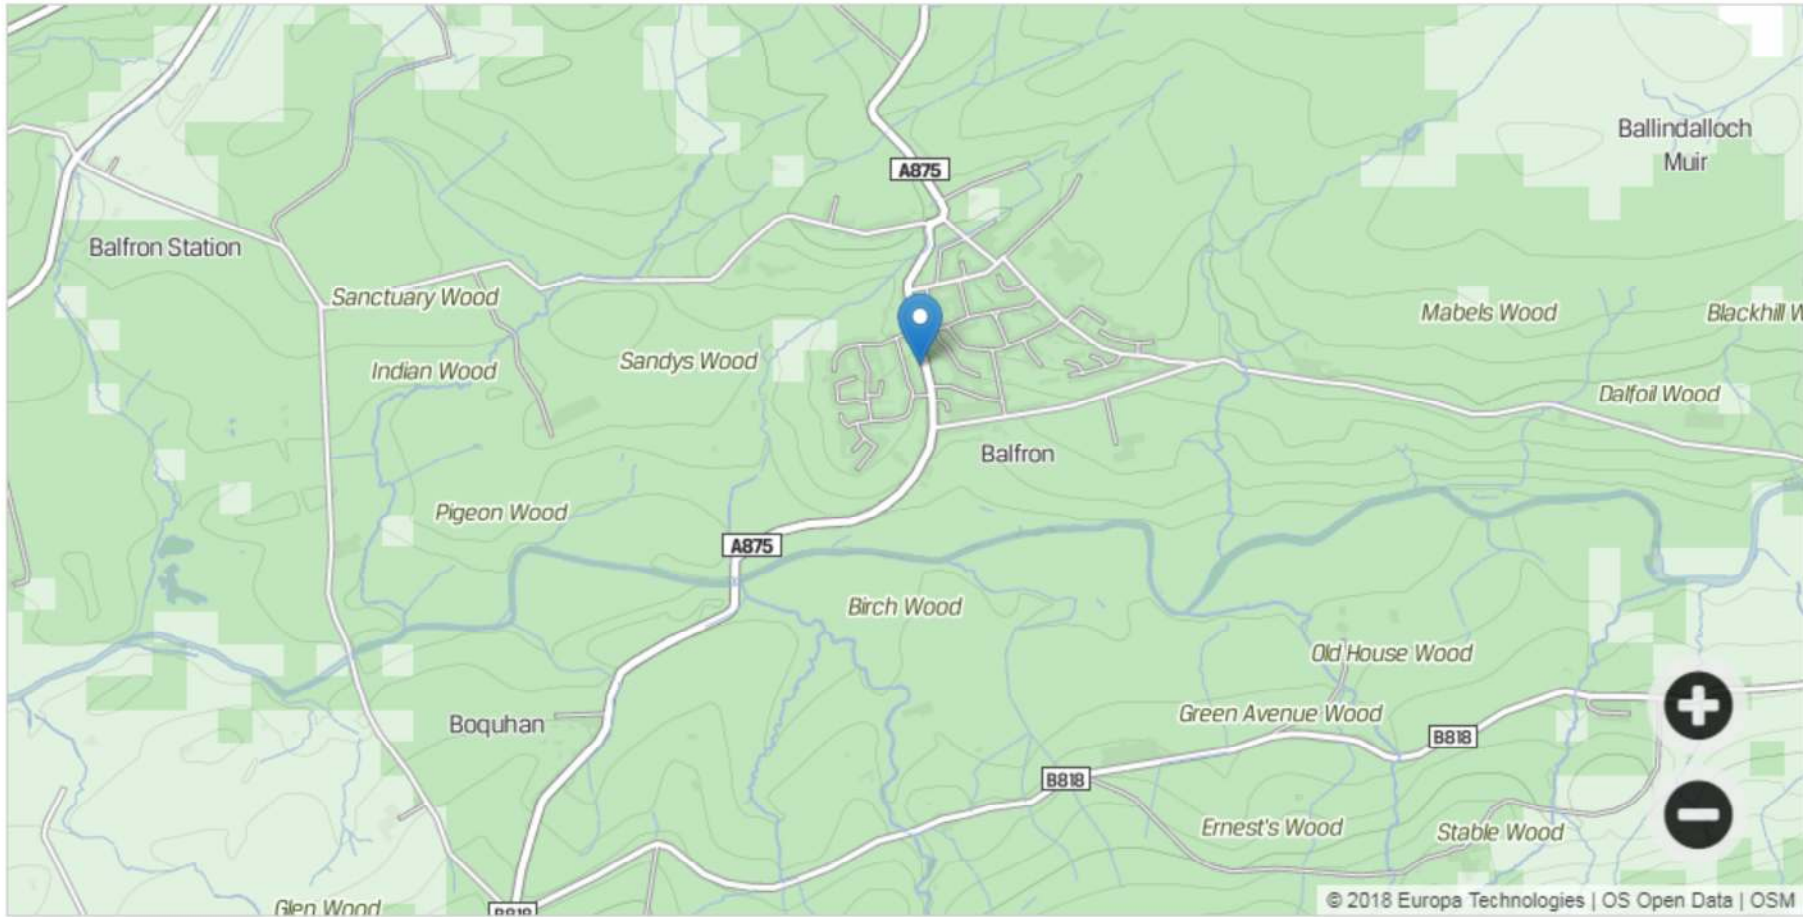 A875
Ballindalloch
Muir
Balfron Station
Sanctuary Wood
Mabels Wood
Blackhill W
Sandys Wood
Indian Wood
Dalfoil Wood
Balfron
Pigeon Wood
A875
Birch Wood
Old House Wood
Green Avenue Wood
Boquhan
B818
B818
Ernest's Wood
Stable Wood
Glen Wood
B818
© 2018 Europa Technologies | OS Open Data | OSM